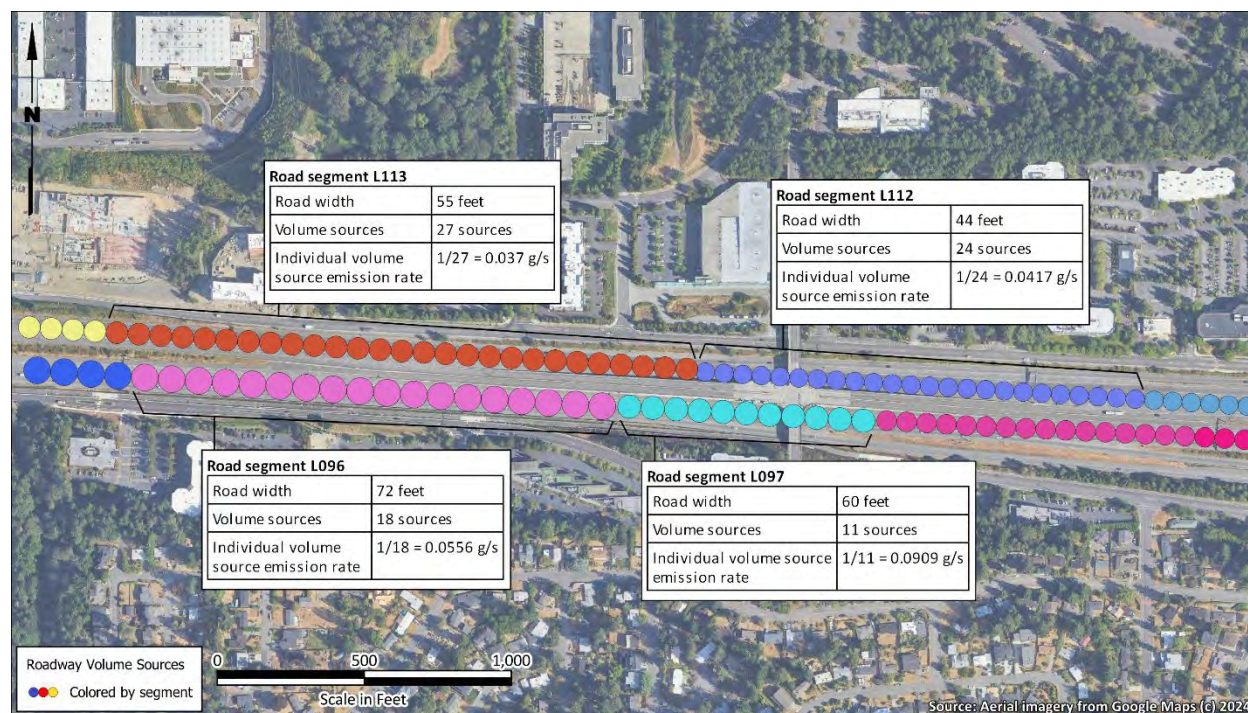 N
Road segment L113
Road width 55 feet
Volume sources 27 sources
Individual volume
source emission rate 1/27 = 0.037 g/s
Road segment L112
Road width 44 feet
Volume sources 24 sources
Individual volume
source emission rate 1/24 = 0.0417 g/s
Road segment L096
Road width 72 feet
Volume sources 18 sources
Individual volume
source emission rate 1/18 = 0.0556 g/s
Road segment L097
Road width 60 feet
Volume sources 11 sources
Individual volume source
emission rate 1/11 = 0.0909 g/s
Roadway Volume Sources
Colored by segment
0 500 1,000
Scale in Feet
Source: Aerial imagery from Google Maps (c) 2024